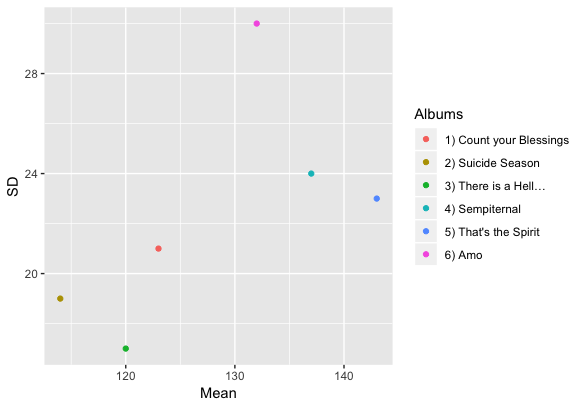 28
24
20
SD
120
130
140
Mean
Albums
1) Count your Blessings
2) Suicide Season
3) There is a Hell…
4) Sempiternal
5) That's the Spirit
6) Amo